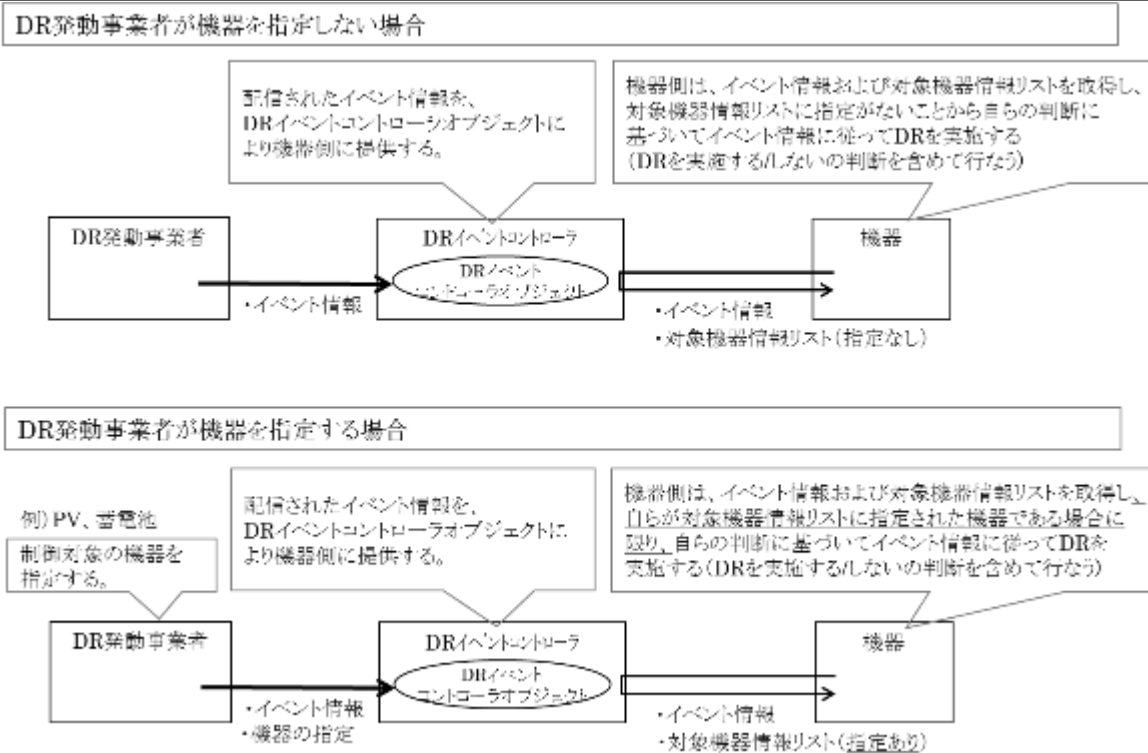 DR発動事業者が機器を指定しない場合
配信されたイベント情報を、
DRイベントコントローラオブジェクトに
より機器側に提供する。
機器側は、イベント情報および対象機器情報リストを取得し、
対象機器情報リストに指定がないことから自らの判断に
基づいてイベント情報に従ってDRを実施する
(DRを実施する/しないの判断を含めて行なう)
DR発動事業者
・イベント情報
DRイベントコントローラ
DRイベント
コントローラオブジェクト
・イベント情報
・対象機器情報リスト(指定なし)
機器
DR発動事業者が機器を指定する場合
例) PV、蓄電池
制御対象の機器を
指定する。
配信されたイベント情報を、
DRイベントコントローラオブジェクトに
より機器側に提供する。
機器側は、イベント情報および対象機器情報リストを取得し、
自らが対象機器情報リストに指定された機器である場合に
限り、自らの判断に基づいてイベント情報に従ってDRを
実施する(DRを実施する/しないの判断を含めて行なう)
DR発動事業者
・イベント情報
・機器の指定
DRイベントコントローラ
DRイベント
コントローラオブジェクト
・イベント情報
・対象機器情報リスト(指定あり)
機器